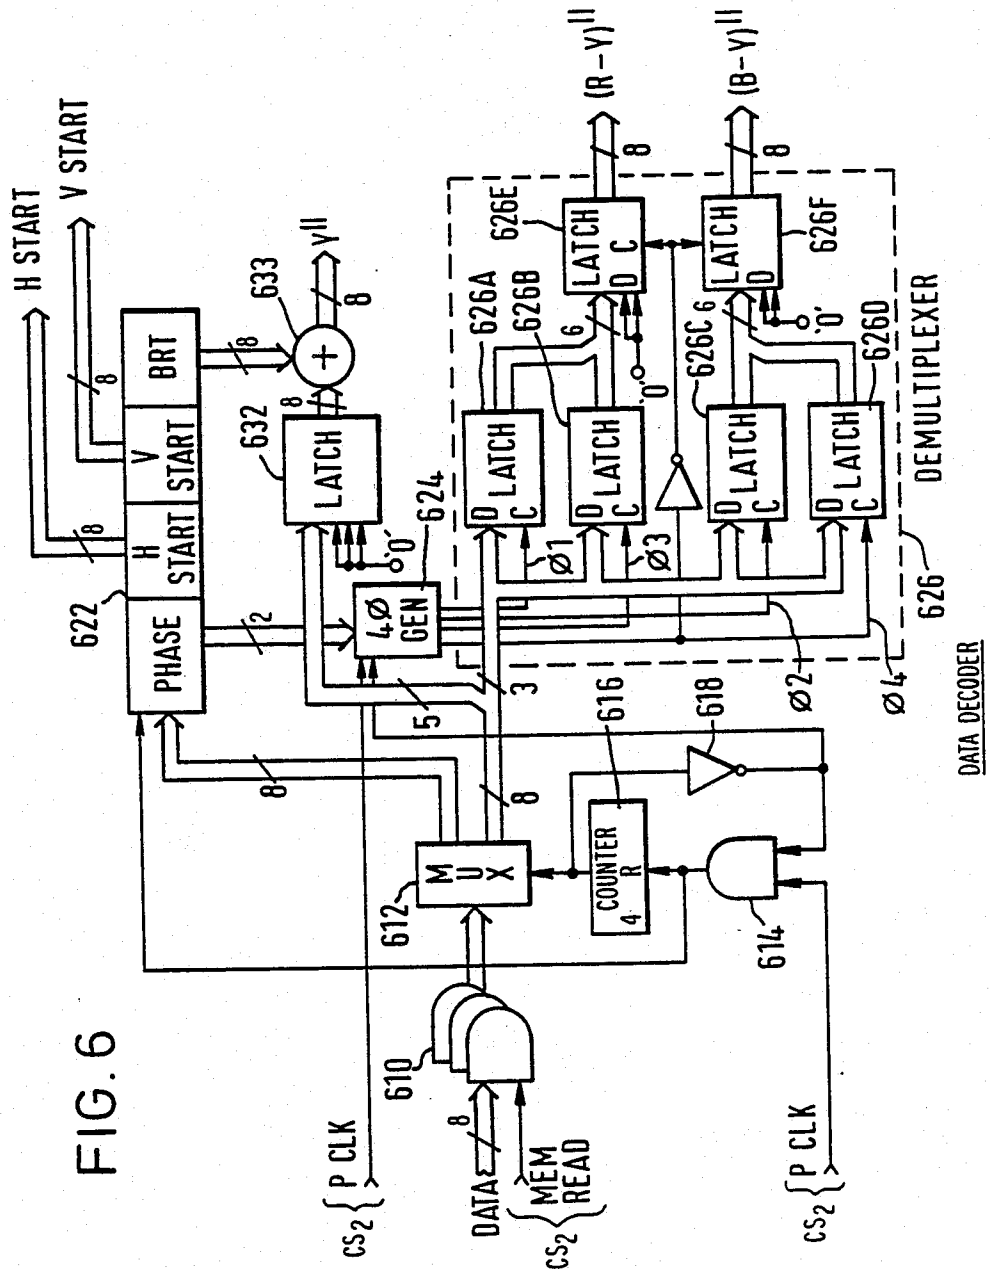 FIG. 6
H START
V START
8
8
622
PHASE
H START
V START
BRT
2
8
8
633
Y''
8
632
LATCH
8
'0'
4Ø GEN
624
5
3
8
DATA
8
MEM READ
CS2
610
612
MUX
P CLK
CS2
COUNTER
4 R
616
618
614
P CLK
CS2
D LATCH C
626A
D LATCH C
626B
D LATCH C
626C
D LATCH C
626D
Ø1
Ø3
Ø2
Ø4
6
6
'0'
'0'
LATCH
D C
626E
LATCH
D
626F
8
(R-Y)''
8
(B-Y)''
626
DEMULTIPLEXER
DATA DECODER